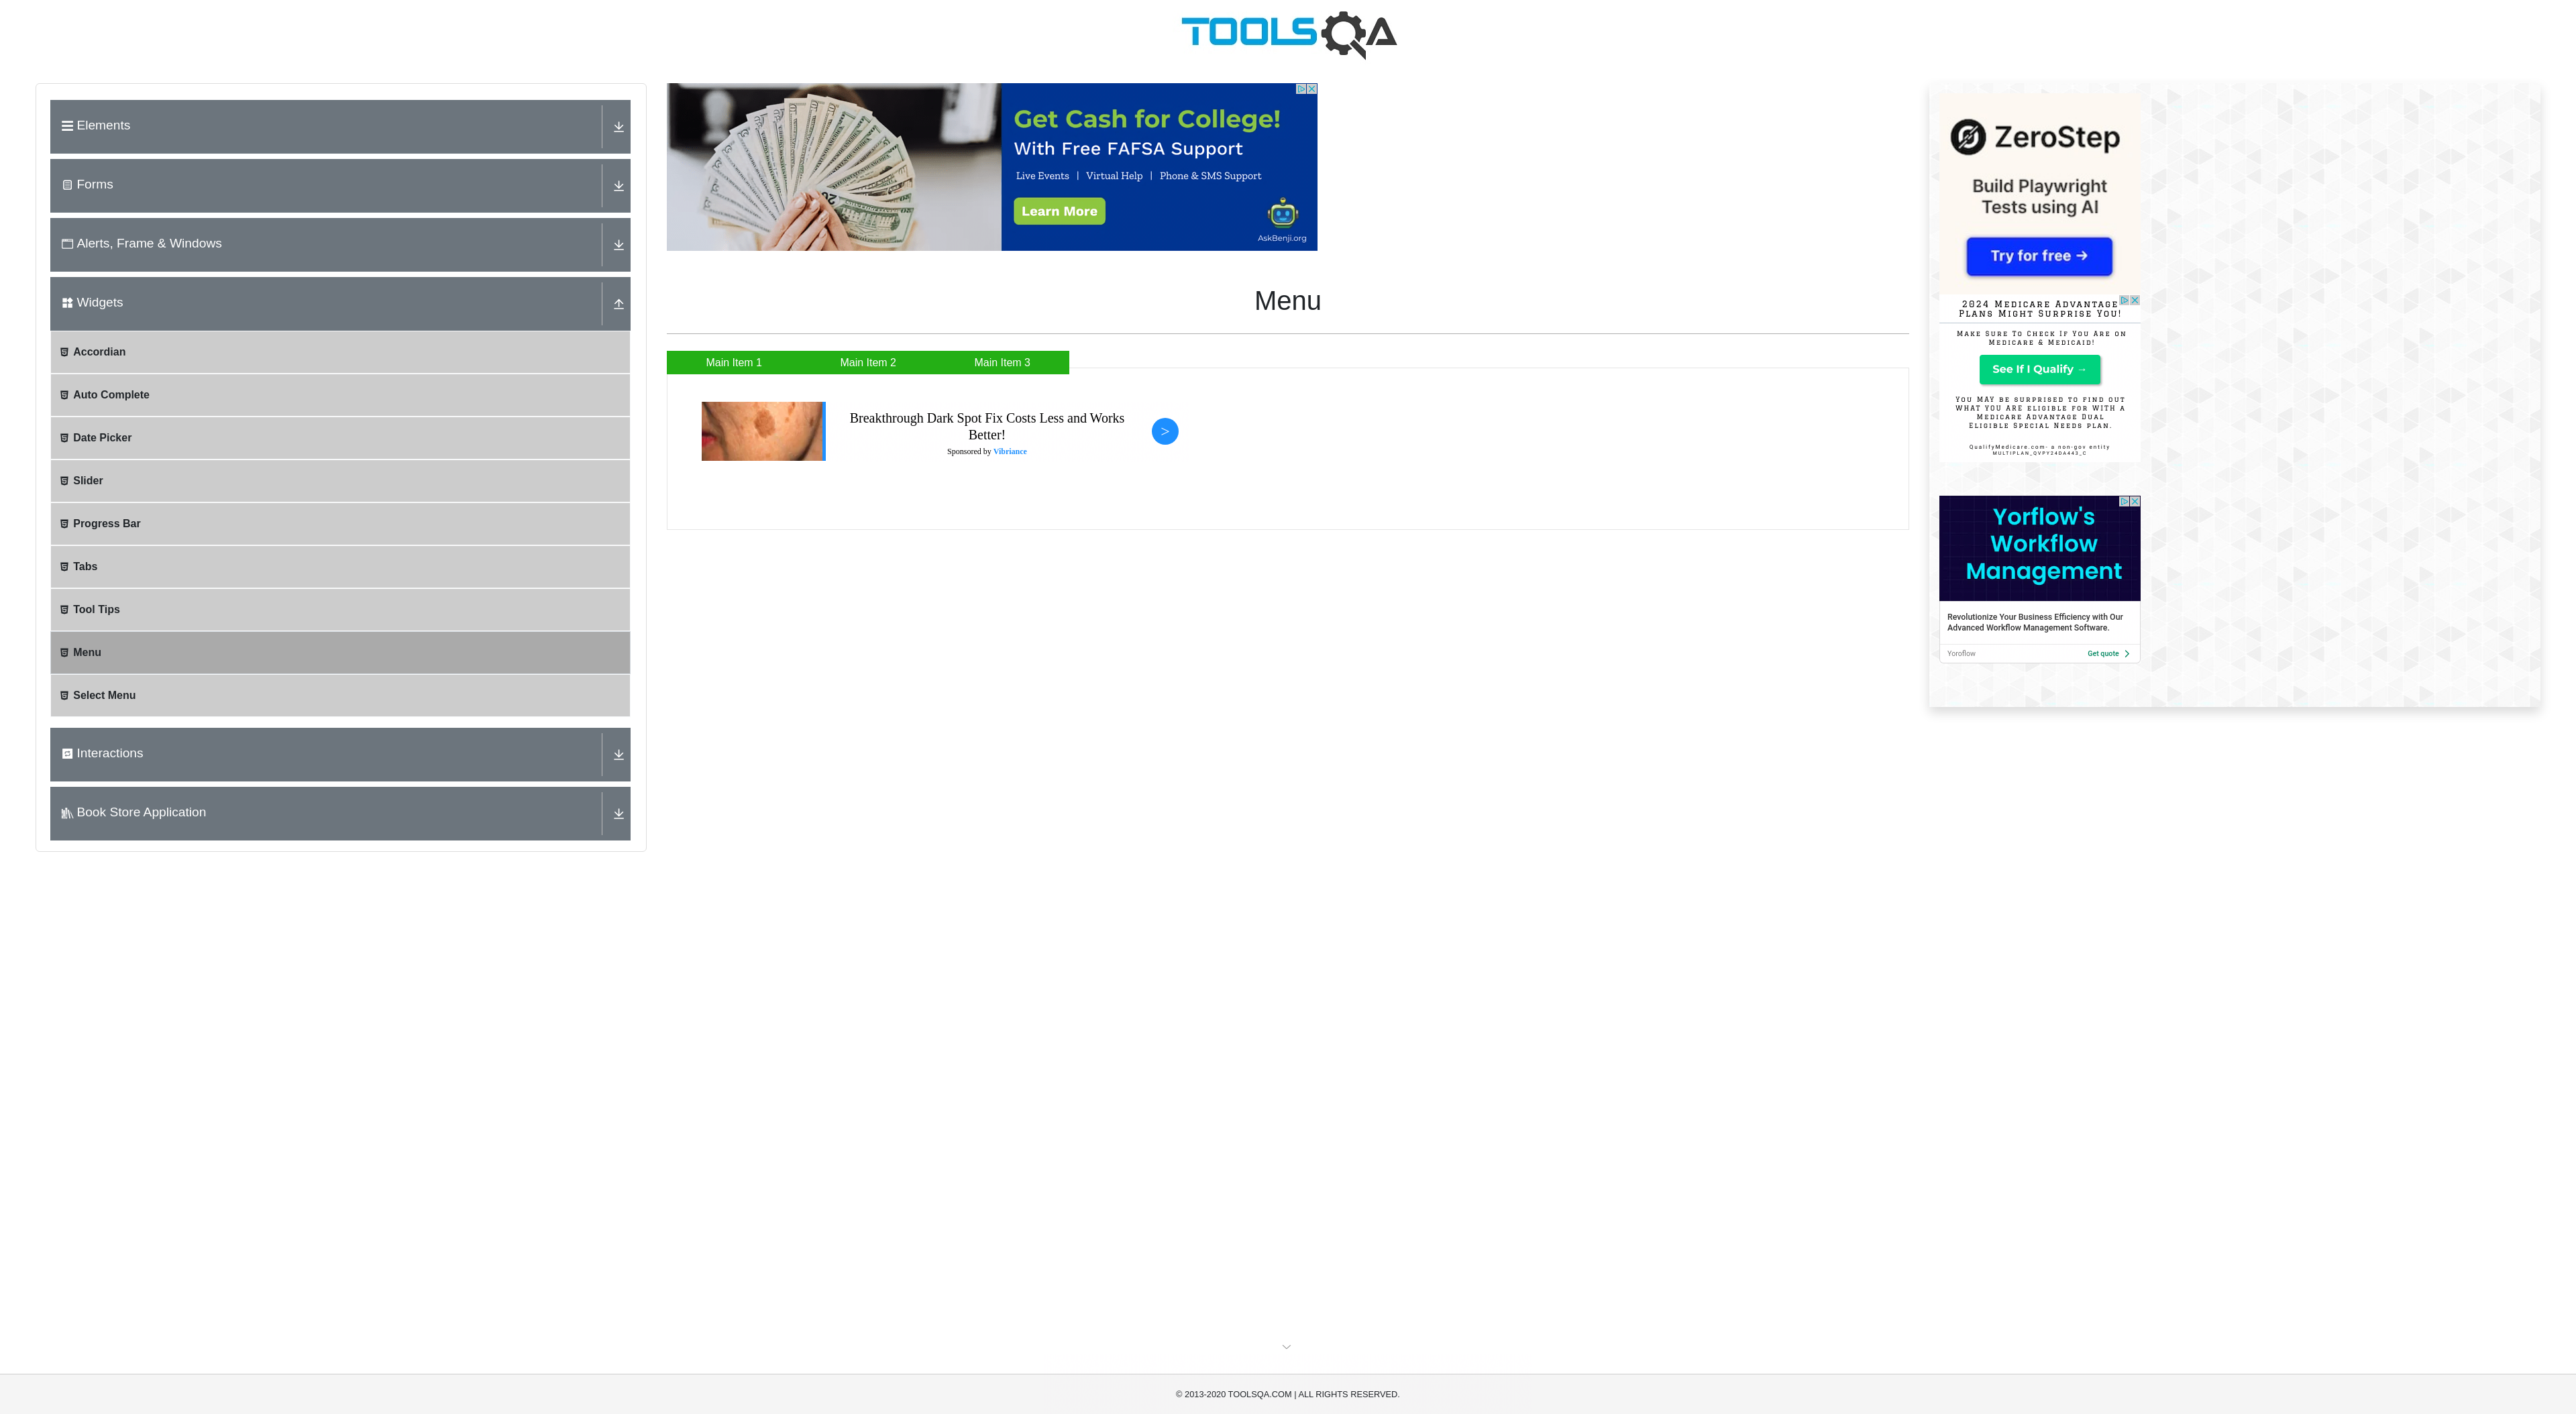 TOOLSQA
Elements
Forms
Alerts, Frame & Windows
Widgets
Accordian
Auto Complete
Date Picker
Slider
Progress Bar
Tabs
Tool Tips
Menu
Select Menu
Interactions
Book Store Application
Get Cash for College!
With Free FAFSA Support
Live Events | Virtual Help | Phone & SMS Support
Learn More
AskBenji.org
Menu
Main Item 1 Main Item 2 Main Item 3
Breakthrough Dark Spot Fix Costs Less and Works
Better!
Sponsored by Vibriance
>
ZeroStep
Build Playwright
Tests using AI
Try for free →
2024 Medicare Advantage
Plans Might Surprise You!
Make Sure To Check If You Are on
Medicare & Medicaid!
See If I Qualify →
You may be surprised to find out
what you are eligible for with a
Medicare Advantage Dual
Eligible Special Needs plan.
QualifyMedicare.com- a non-gov entity
MULTIPLAN_QVPY24DA443_C
Yorflow's
Workflow
Management
Revolutionize Your Business Efficiency with Our
Advanced Workflow Management Software.
Yoroflow Get quote
© 2013-2020 TOOLSQA.COM | ALL RIGHTS RESERVED.